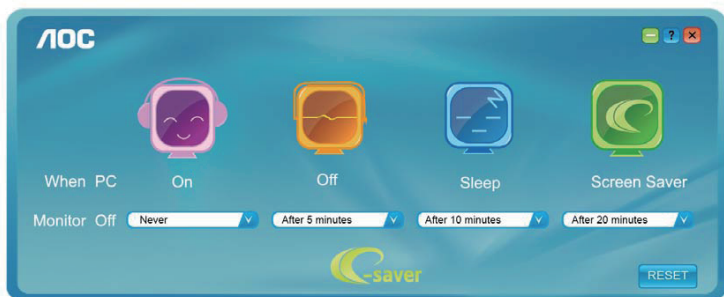 AOC
?
When PC On Off Sleep Screen Saver
Monitor Off Never After 5 minutes After 10 minutes After 20 minutes
e-saver
RESET